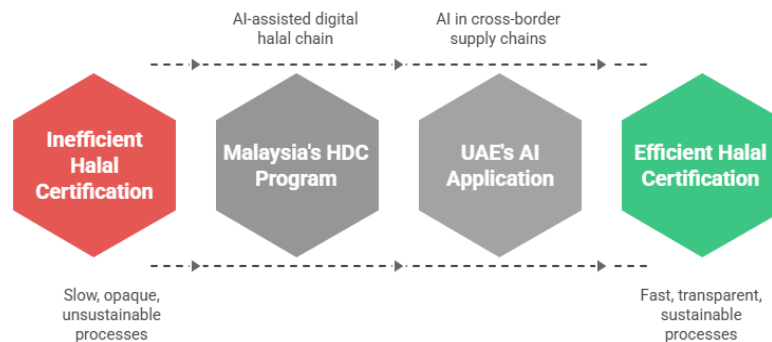 AI-assisted digital
halal chain
AI in cross-border
supply chains
Inefficient
Halal
Certification
Malaysia's HDC
Program
UAE's AI
Application
Efficient Halal
Certification
Slow, opaque,
unsustainable
processes
Fast, transparent,
sustainable
processes